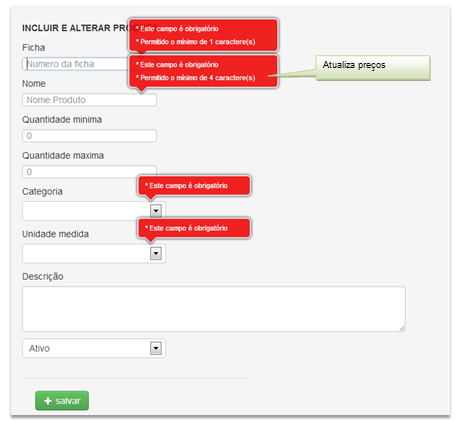 INCLUIR E ALTERAR PRO
* Este campo é obrigatório
* Permitido o mínimo de 1 caractere(s)
Ficha
Numero da ficha
* Este campo é obrigatório
* Permitido o mínimo de 4 caractere(s)
Atualiza preços
Nome
Nome Produto
Quantidade minima
0
Quantidade maxima
0
Categoria
* Este campo é obrigatório
Unidade medida
* Este campo é obrigatório
Descrição
Ativo
+ salvar